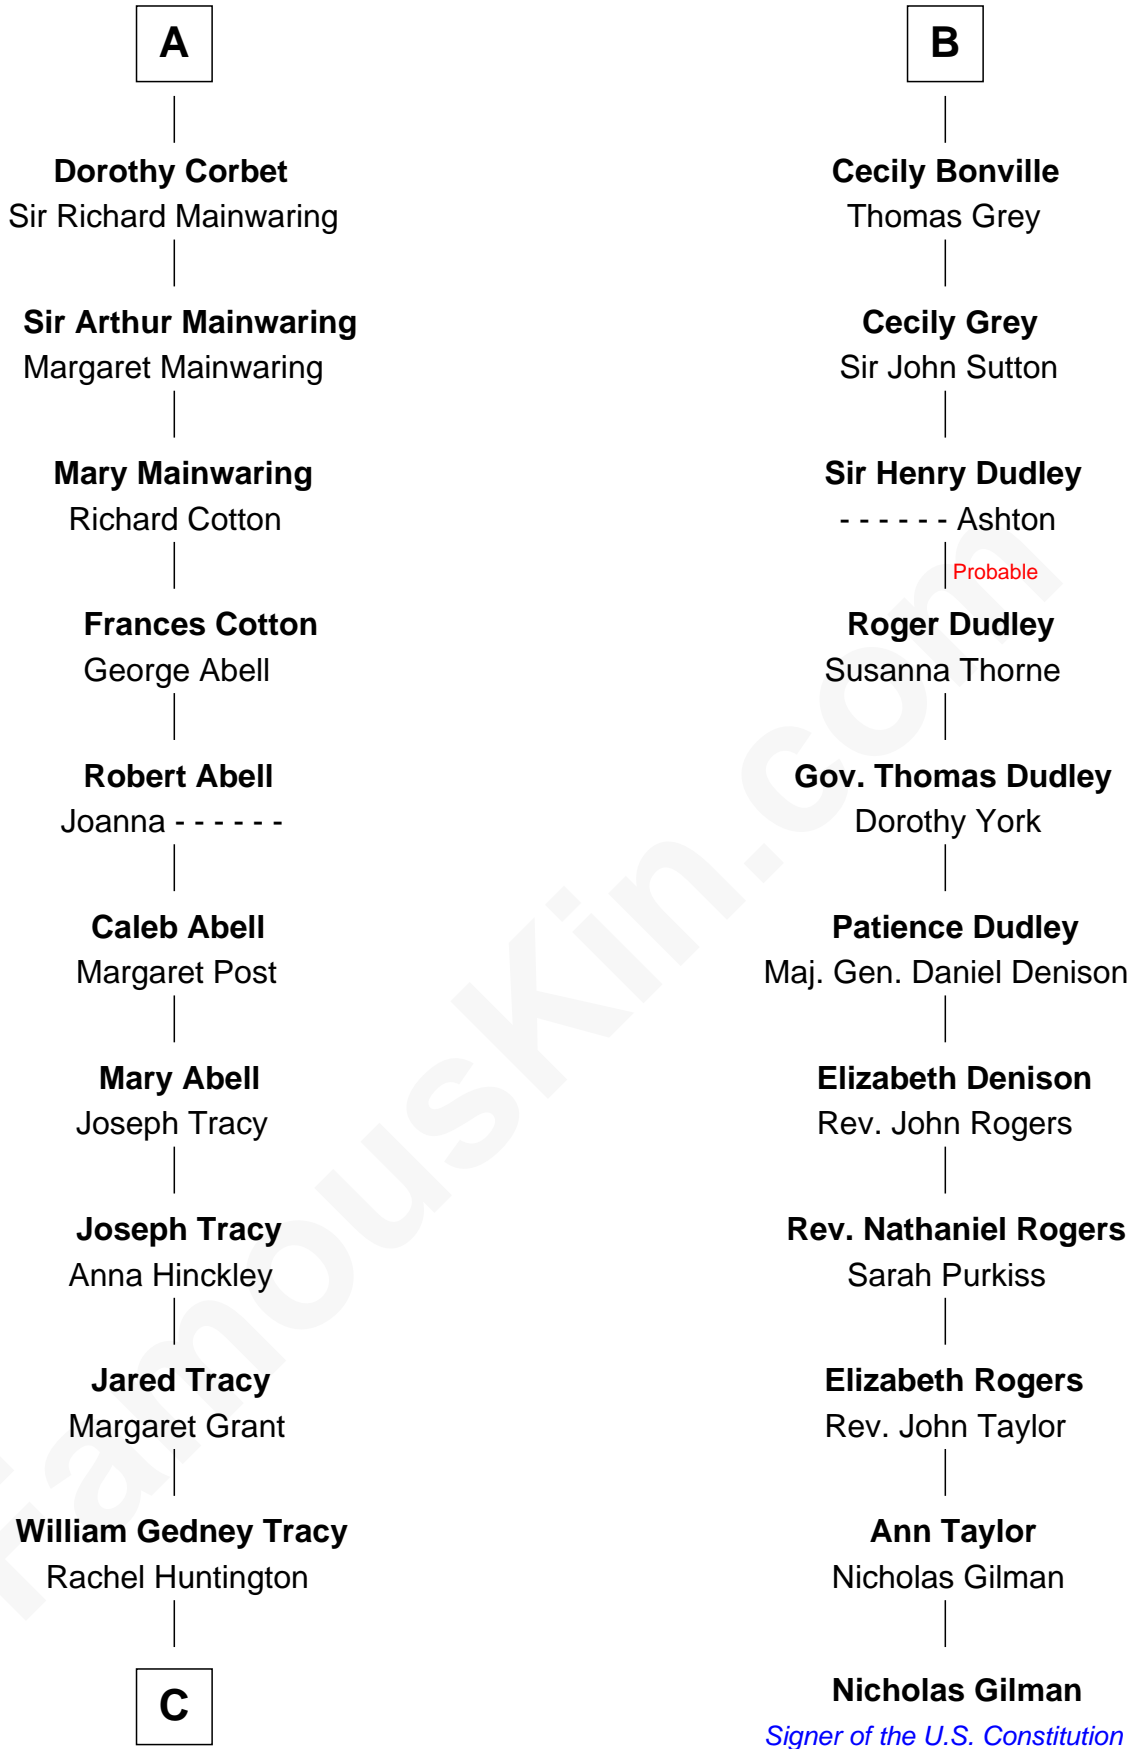 A
Dorothy Corbet
Sir Richard Mainwaring
Sir Arthur Mainwaring
Margaret Mainwaring
Mary Mainwaring
Richard Cotton
Frances Cotton
George Abell
Robert Abell
Joanna - - - - - -
Caleb Abell
Margaret Post
Mary Abell
Joseph Tracy
Joseph Tracy
Anna Hinckley
Jared Tracy
Margaret Grant
William Gedney Tracy
Rachel Huntington
C
B
Cecily Bonville
Thomas Grey
Cecily Grey
Sir John Sutton
Sir Henry Dudley
- - - - - - Ashton
Probable
Roger Dudley
Susanna Thorne
Gov. Thomas Dudley
Dorothy York
Patience Dudley
Maj. Gen. Daniel Denison
Elizabeth Denison
Rev. John Rogers
Rev. Nathaniel Rogers
Sarah Purkiss
Elizabeth Rogers
Rev. John Taylor
Ann Taylor
Nicholas Gilman
Nicholas Gilman
Signer of the U.S. Constitution
FamousKin.com